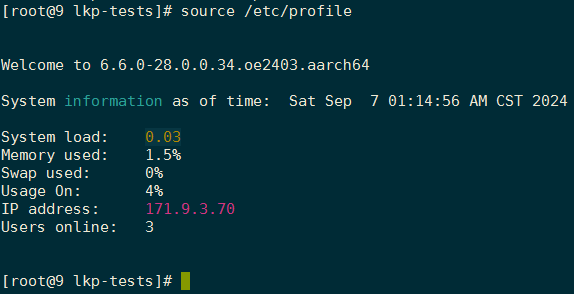 [root@9 lkp-tests]# source /etc/profile
Welcome to 6.6.0-28.0.0.34.oe2403.aarch64
System information as of time:  Sat Sep  7 01:14:56 AM CST 2024
System load:    0.03
Memory used:    1.5%
Swap used:      0%
Usage On:       4%
IP address:     171.9.3.70
Users online:   3
[root@9 lkp-tests]#